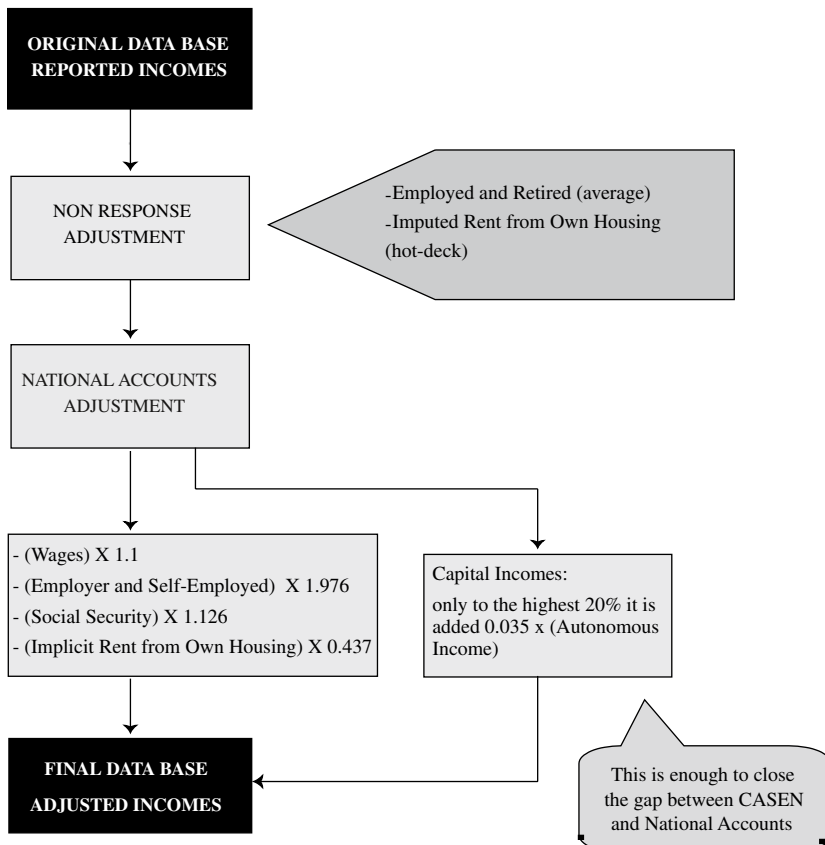 ORIGINAL DATA BASE
REPORTED INCOMES
NON RESPONSE
ADJUSTMENT
-Employed and Retired (average)
-Imputed Rent from Own Housing
(hot-deck)
NATIONAL ACCOUNTS
ADJUSTMENT
- (Wages) X 1.1
- (Employer and Self-Employed) X 1.976
- (Social Security) X 1.126
- (Implicit Rent from Own Housing) X 0.437
Capital Incomes:
only to the highest 20% it is
added 0.035 x (Autonomous
Income)
FINAL DATA BASE
ADJUSTED INCOMES
This is enough to close
the gap between CASEN
and National Accounts